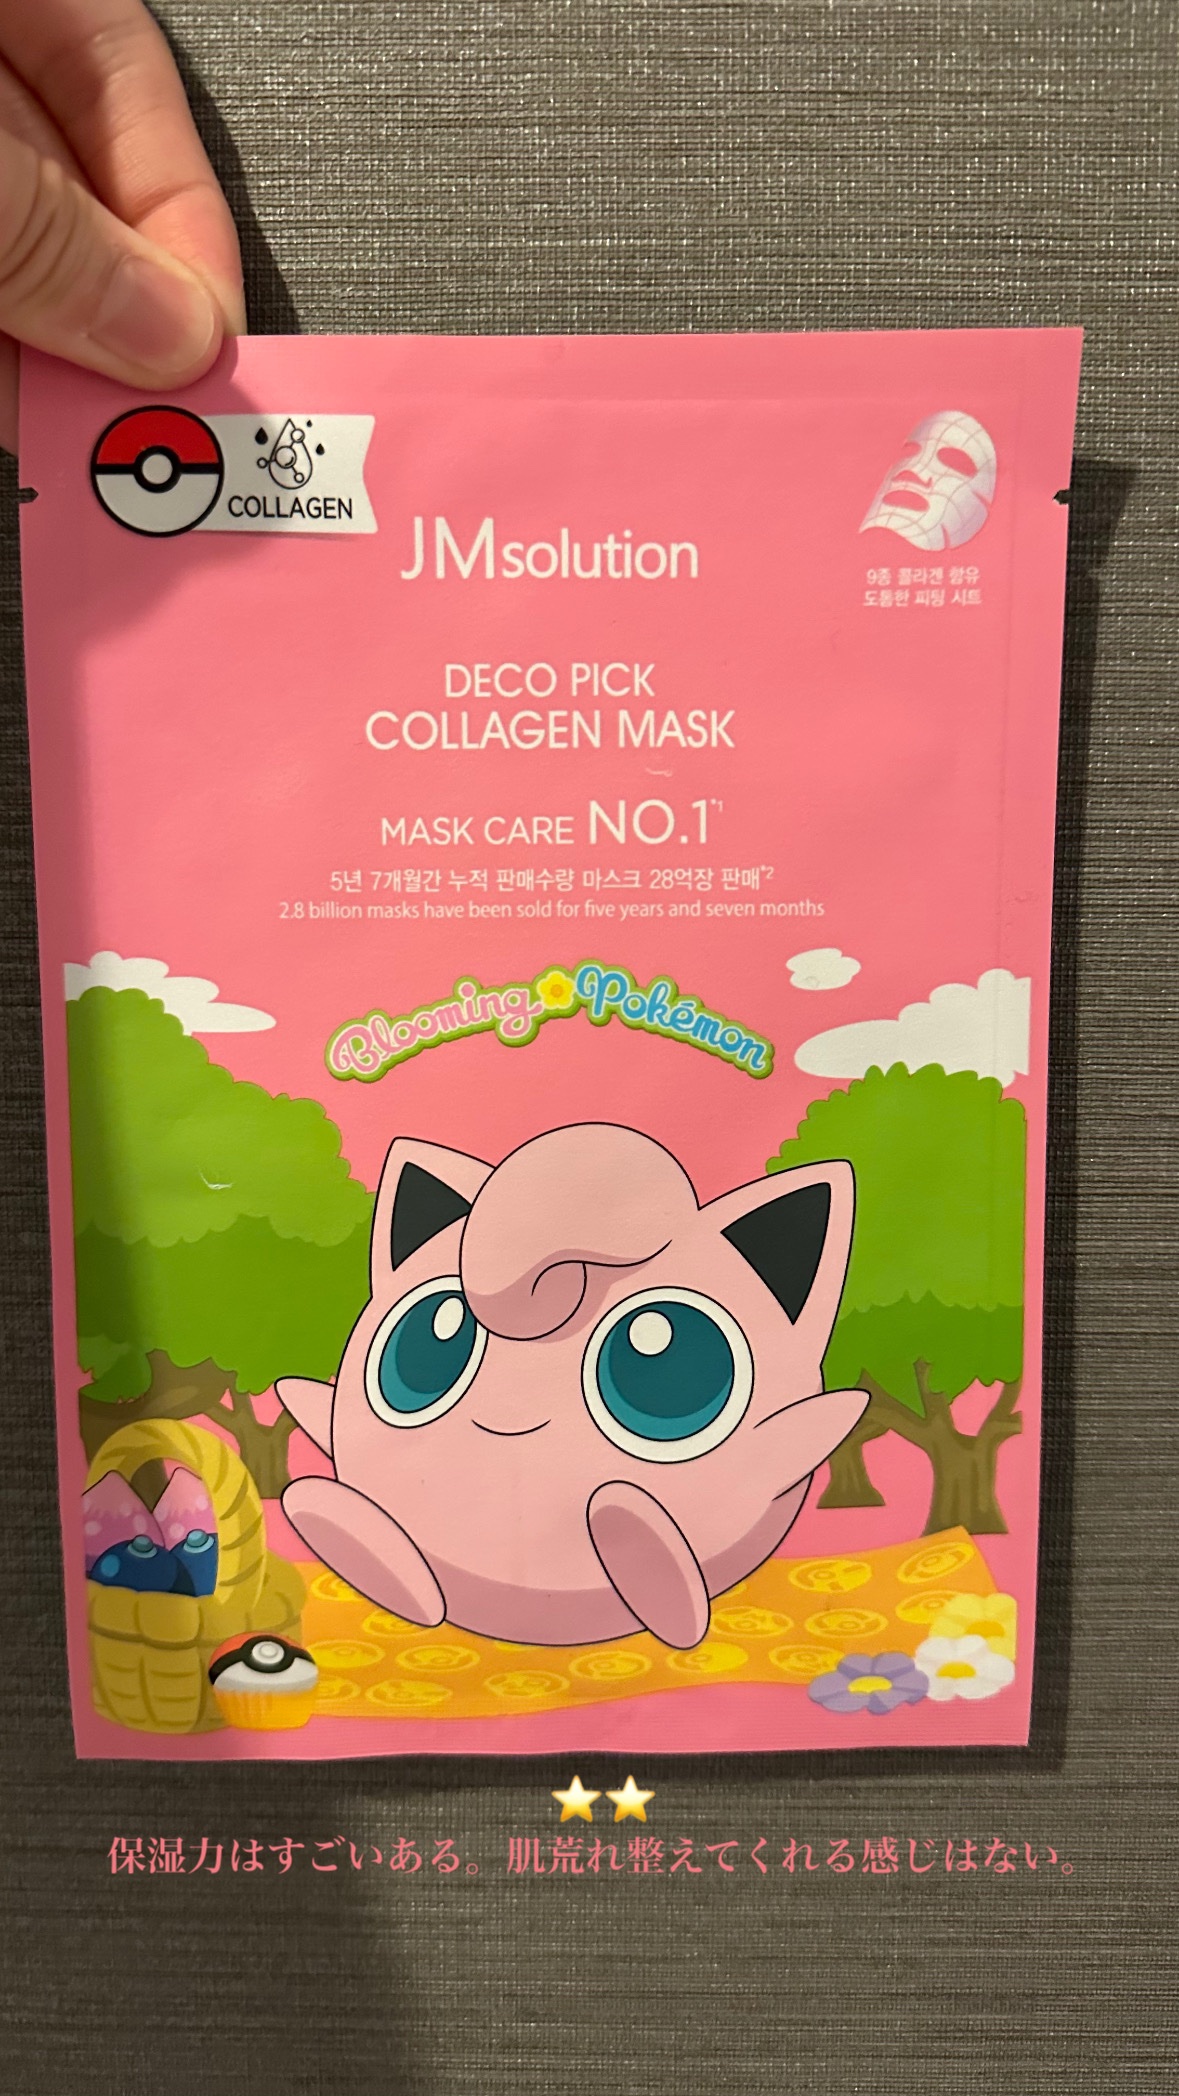 COLLAGEN
JMsolution
9종 콜라겐 함유
도톰한 피팅 시트
DECO PICK
COLLAGEN MASK
MASK CARE NO.1*1
5년 7개월간 누적 판매수량 마스크 28억장 판매*2
2.8 billion masks have been sold for five years and seven months
Blooming Pokémon
保湿力はすごいある。肌荒れ整えてくれる感じはない。